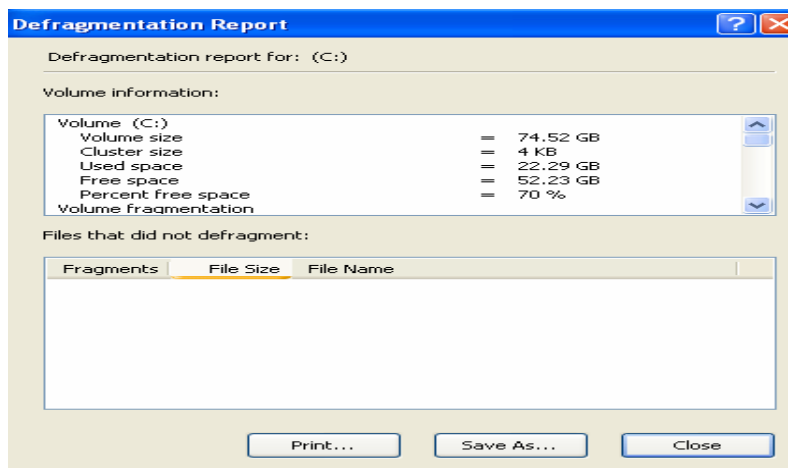 Defragmentation Report
Defragmentation report for: (C:)
Volume information:
Volume (C:)
Volume size = 74.52 GB
Cluster size = 4 KB
Used space = 22.29 GB
Free space = 52.23 GB
Percent free space = 70 %
Volume fragmentation
Files that did not defragment:
Fragments File Size File Name
Print... Save As... Close